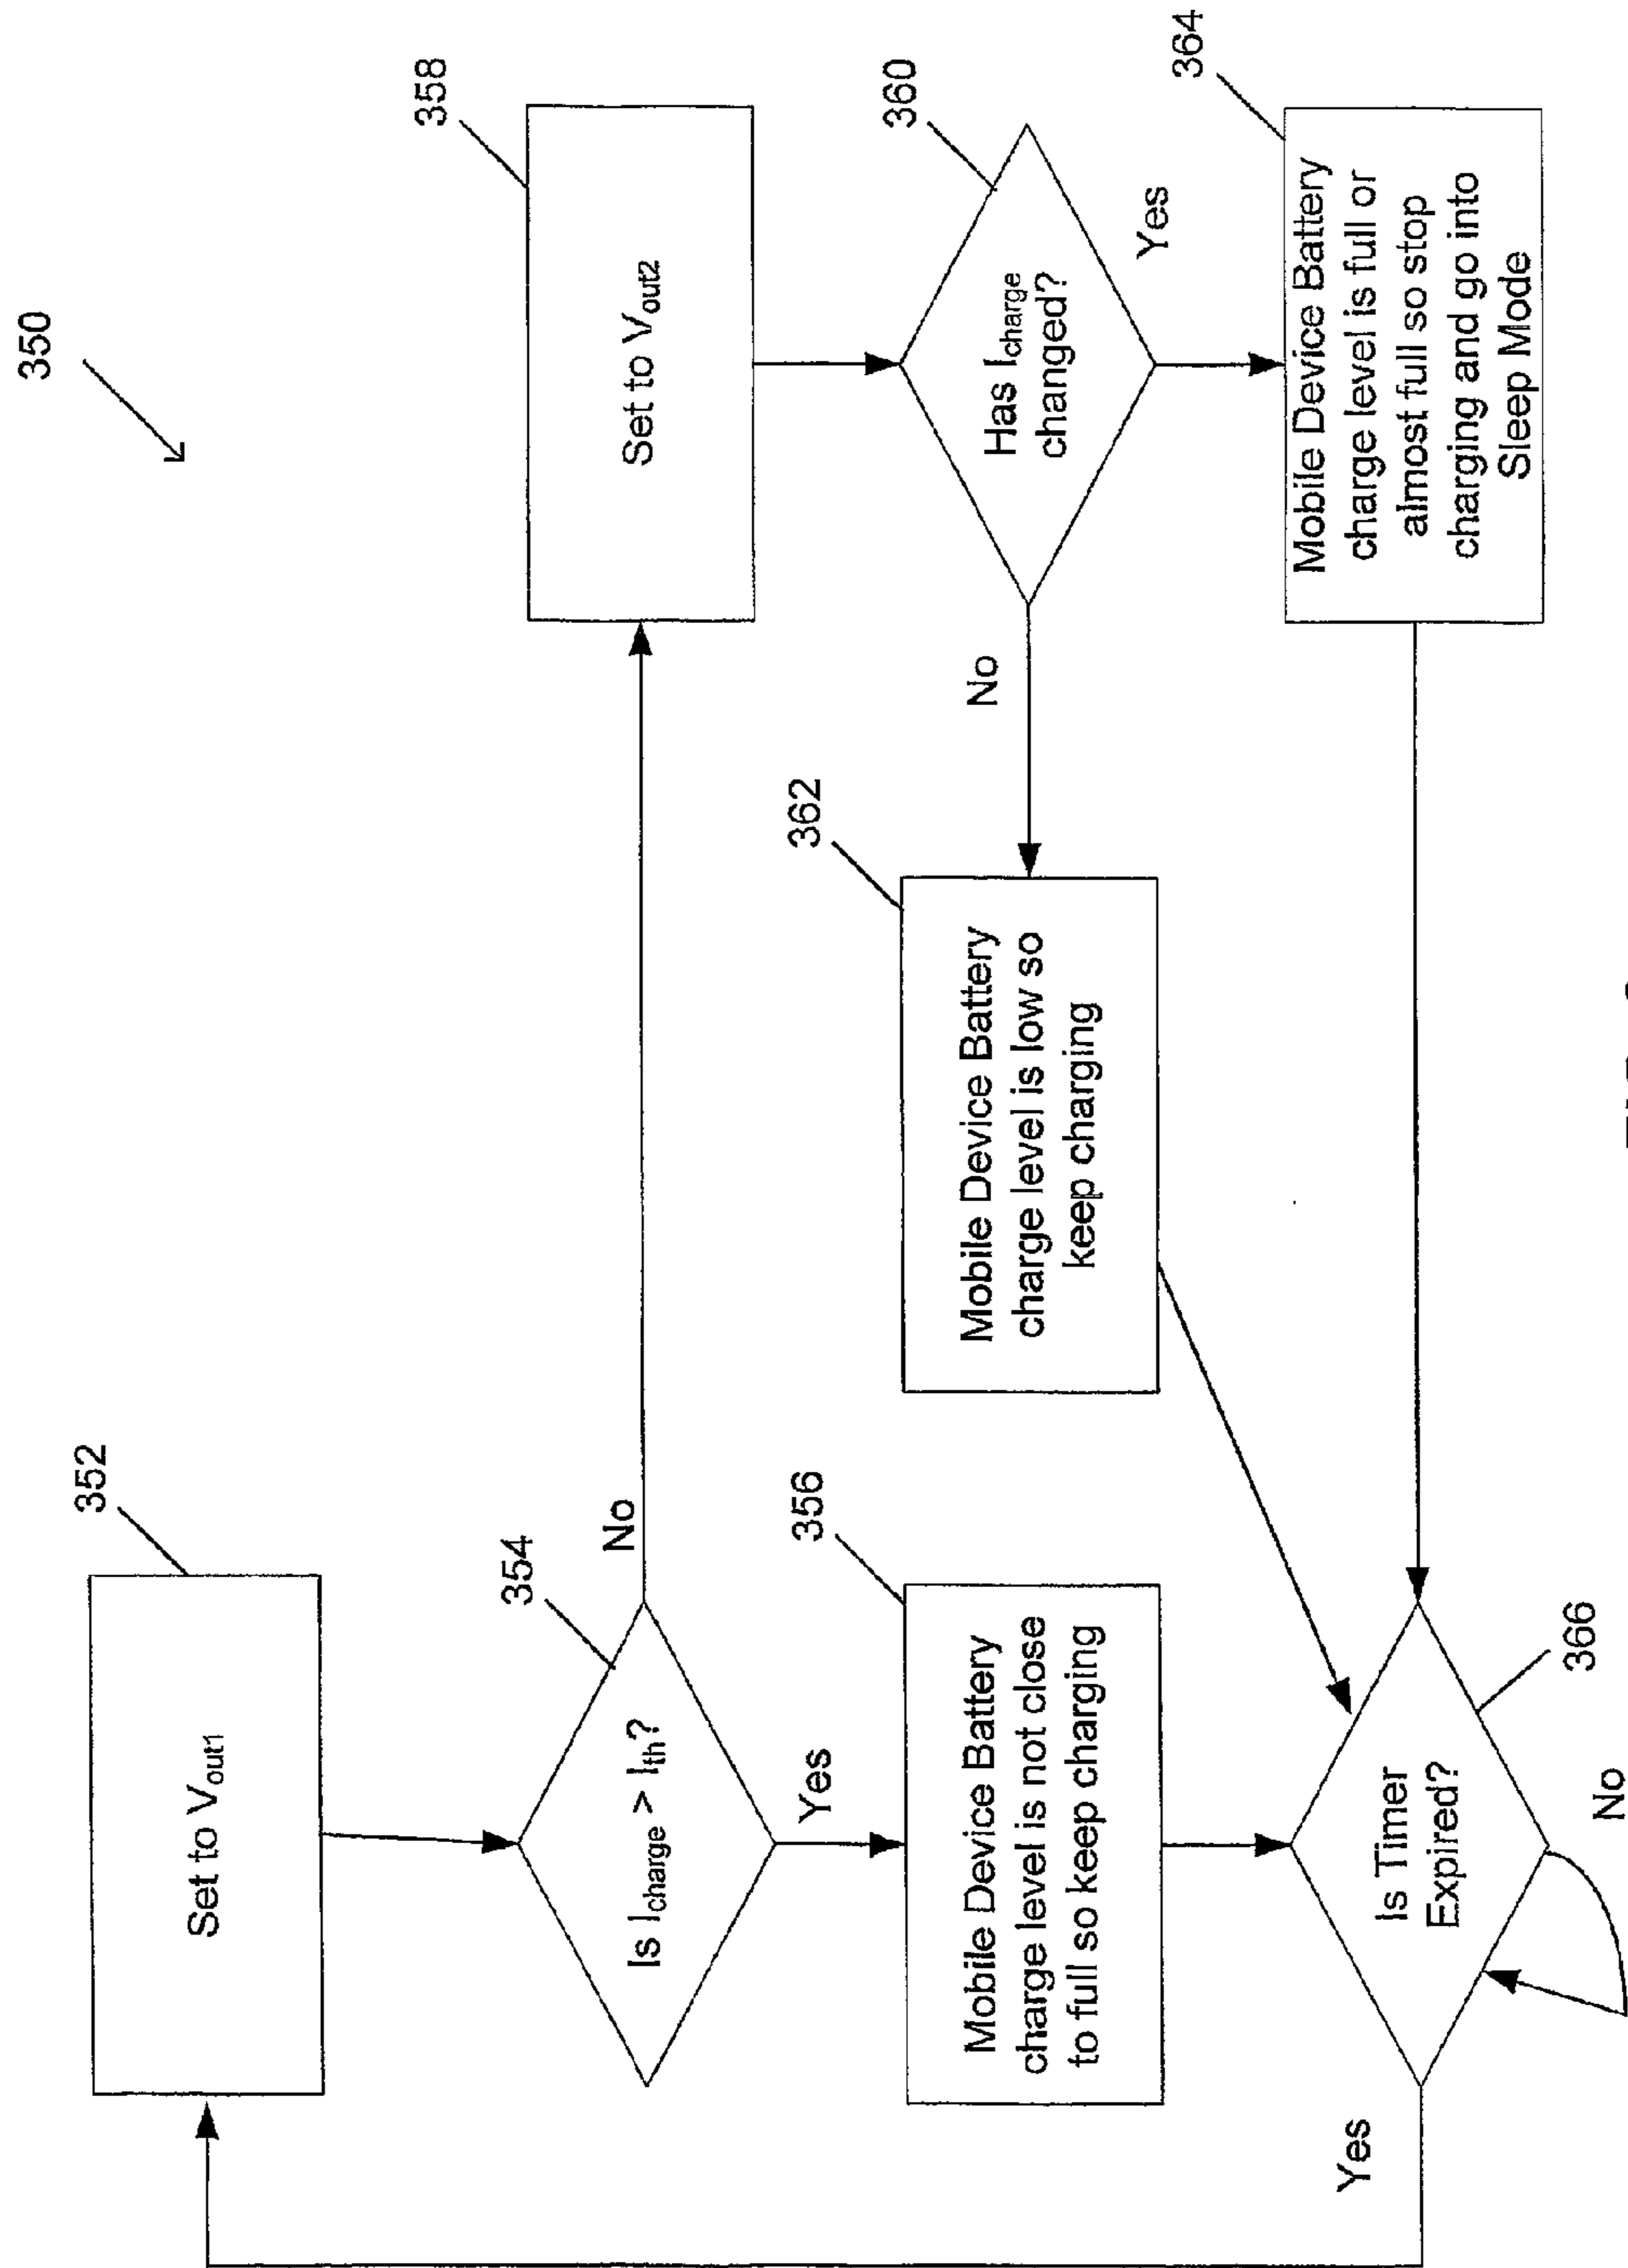 350
352
Set to Vout1
354
Is Icharge > Ith?
No
Yes
356
Mobile Device Battery
charge level is not close
to full so keep charging
358
Set to Vout2
360
Has Icharge
changed?
No
Yes
362
Mobile Device Battery
charge level is low so
keep charging
364
Mobile Device Battery
charge level is full or
almost full so stop
charging and go into
Sleep Mode
366
Is Timer
Expired?
Yes
No